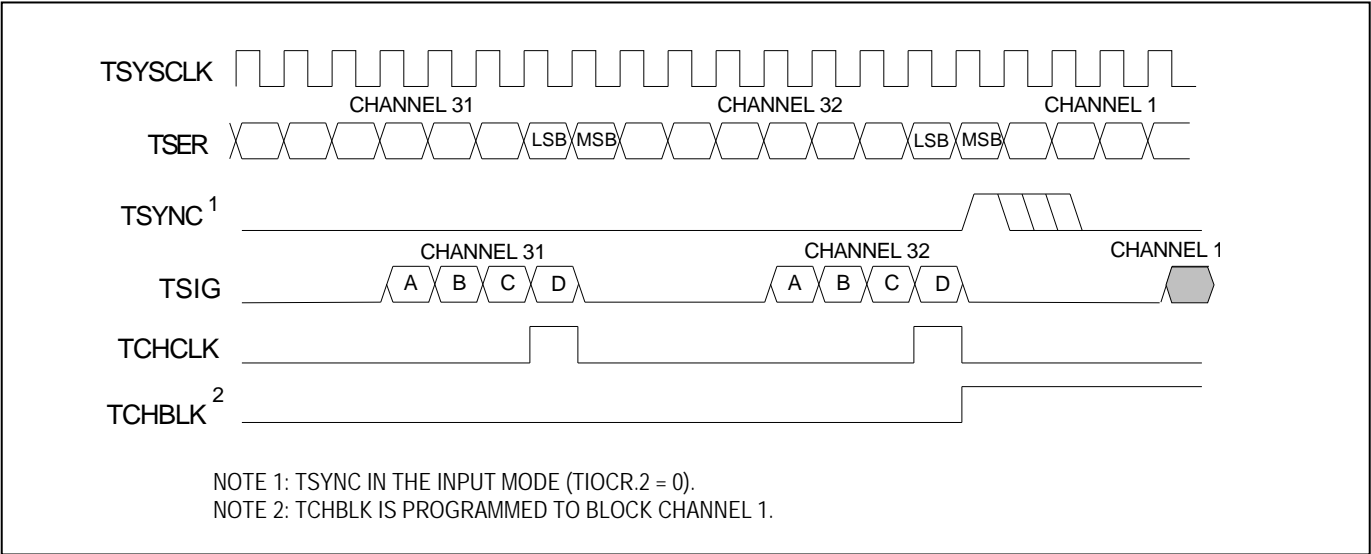 TSYSCLK
CHANNEL 31 CHANNEL 32 CHANNEL 1
TSER LSB MSB LSB MSB
TSYNC 1
CHANNEL 31 CHANNEL 32 CHANNEL 1
TSIG A B C D A B C D
TCHCLK
TCHBLK 2
NOTE 1: TSYNC IN THE INPUT MODE (TIOCR.2 = 0).
NOTE 2: TCHBLK IS PROGRAMMED TO BLOCK CHANNEL 1.